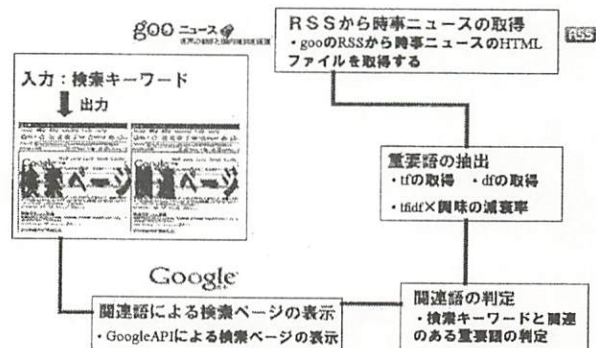 goo ニュース
RSSから時事ニュースの取得
・gooのRSSから時事ニュースのHTML
ファイルを取得する
RSS
入力：検索キーワード
出力
Google
検索ページ
Google
関連ページ
重要語の抽出
・tfの取得 ・dfの取得
・tfidf×興味の減衰率
Google
関連語による検索ページの表示
・GoogleAPIによる検索ページの表示
関連語の判定
・検索キーワードと関連
のある重要語の判定